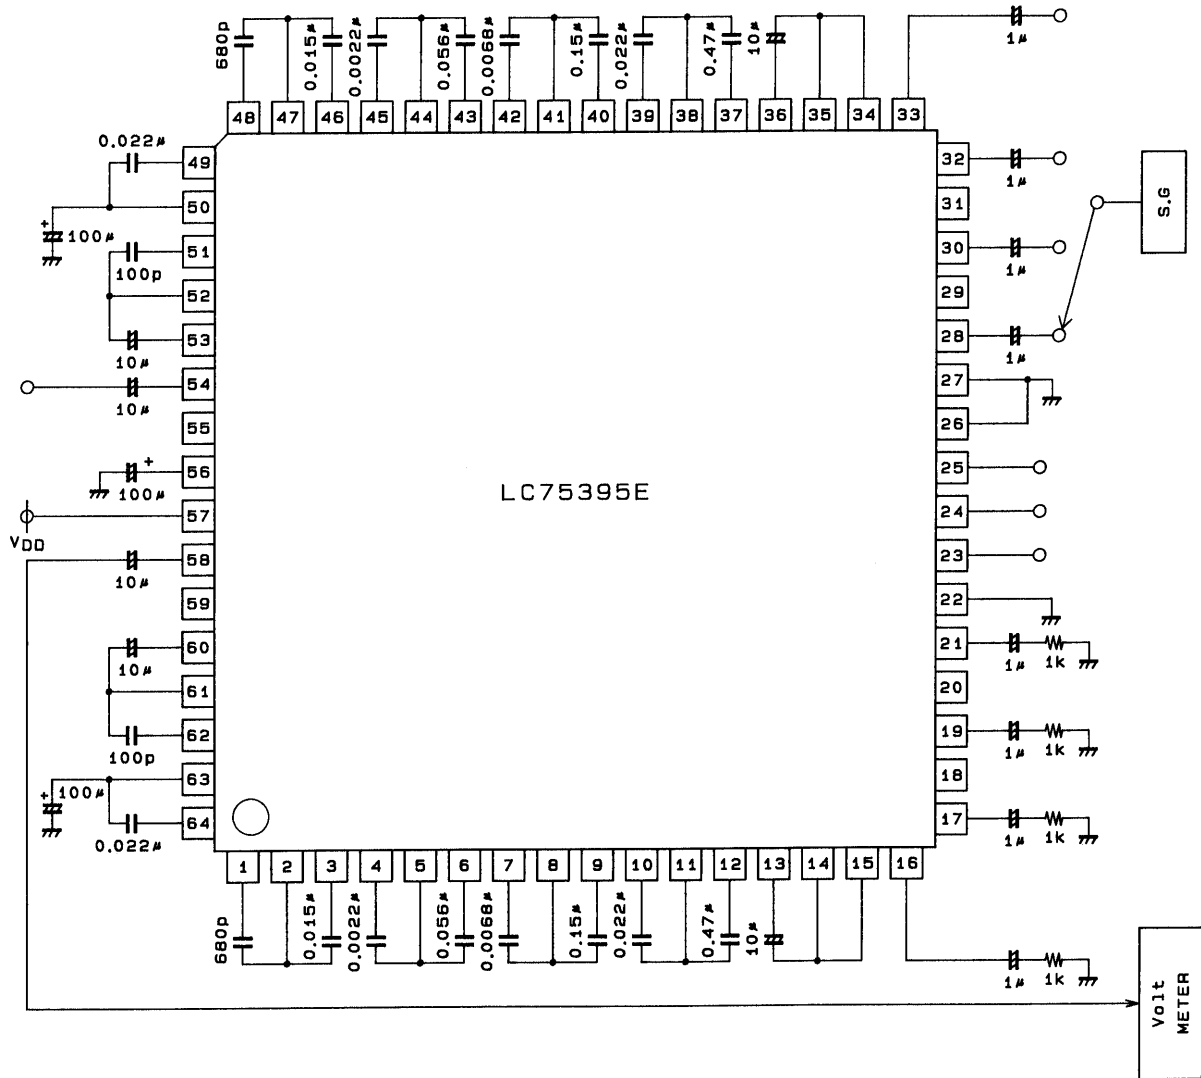 680p 0.015µ 0.0022µ 0.056µ 0.0068µ 0.15µ 0.022µ 0.47µ 10µ 1µ
48 47 46 45 44 43 42 41 40 39 38 37 36 35 34 33
0.022µ 49
50
100µ
51
100p
52
53
10µ
54
10µ
55
56
100µ
57
VDD
58
10µ
59
60
10µ
61
62
100p
63
100µ
64
0.022µ
LC75395E
32
1µ
31
30
1µ
29
28
1µ
27
26
25
24
23
22
21
1µ 1k
20
19
1µ 1k
18
17
1µ 1k
S.G
1 2 3 4 5 6 7 8 9 10 11 12 13 14 15 16
680p 0.015µ 0.0022µ 0.056µ 0.0068µ 0.15µ 0.022µ 0.47µ 10µ
1µ 1k
Volt
METER